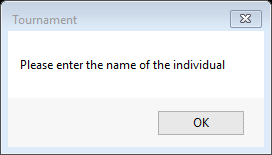 Tournament
Please enter the name of the individual
OK